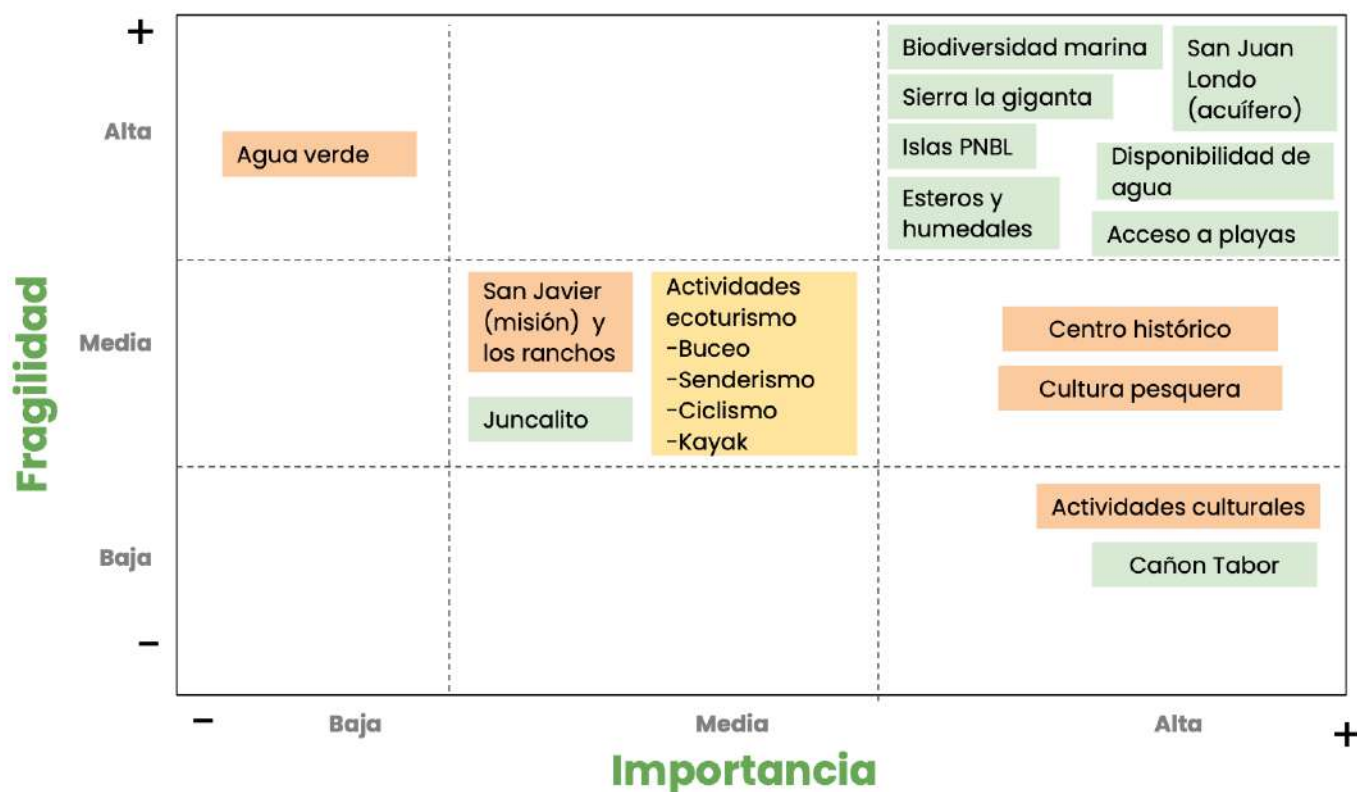 +
Alta
Media
Baja
–
Fragilidad
Agua verde
Biodiversidad marina
Sierra la giganta
Islas PNBL
Esteros y
humedales
San Juan
Londo
(acuífero)
Disponibilidad de
agua
Acceso a playas
San Javier
(misión) y
los ranchos
Juncalito
Actividades
ecoturismo
-Buceo
-Senderismo
-Ciclismo
-Kayak
Centro histórico
Cultura pesquera
Actividades culturales
Cañon Tabor
–
Baja
Media
Alta
+
Importancia